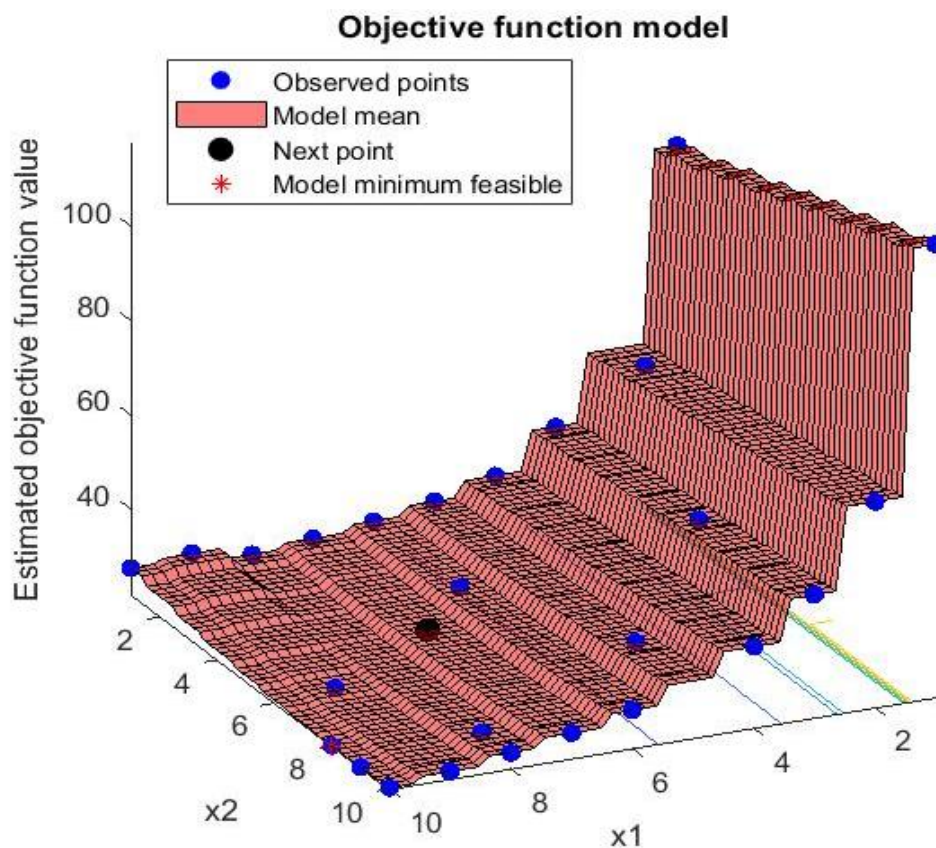 Objective function model
Observed points
Model mean
Next point
Model minimum feasible
Estimated objective function value
100
80
60
40
2
4
6
8
10
x2
10
8
6
4
2
x1